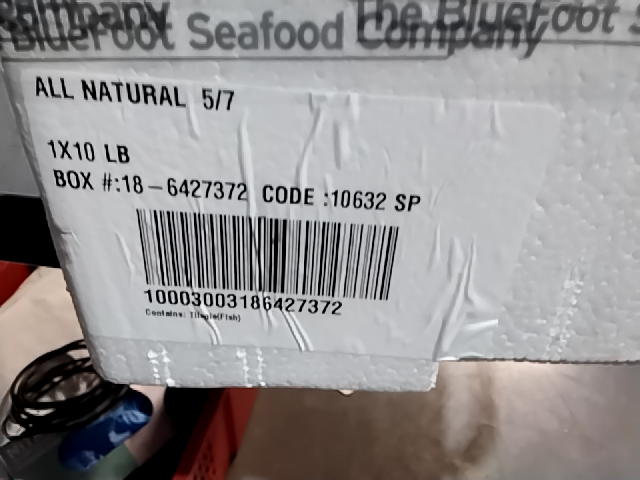 Company The BlueFoot
BlueFoot Seafood Company
ALL NATURAL 5/7
1X10 LB
BOX #:18-6427372 CODE :10632 SP
10003003186427372
Contains: Tilapia(Fish)